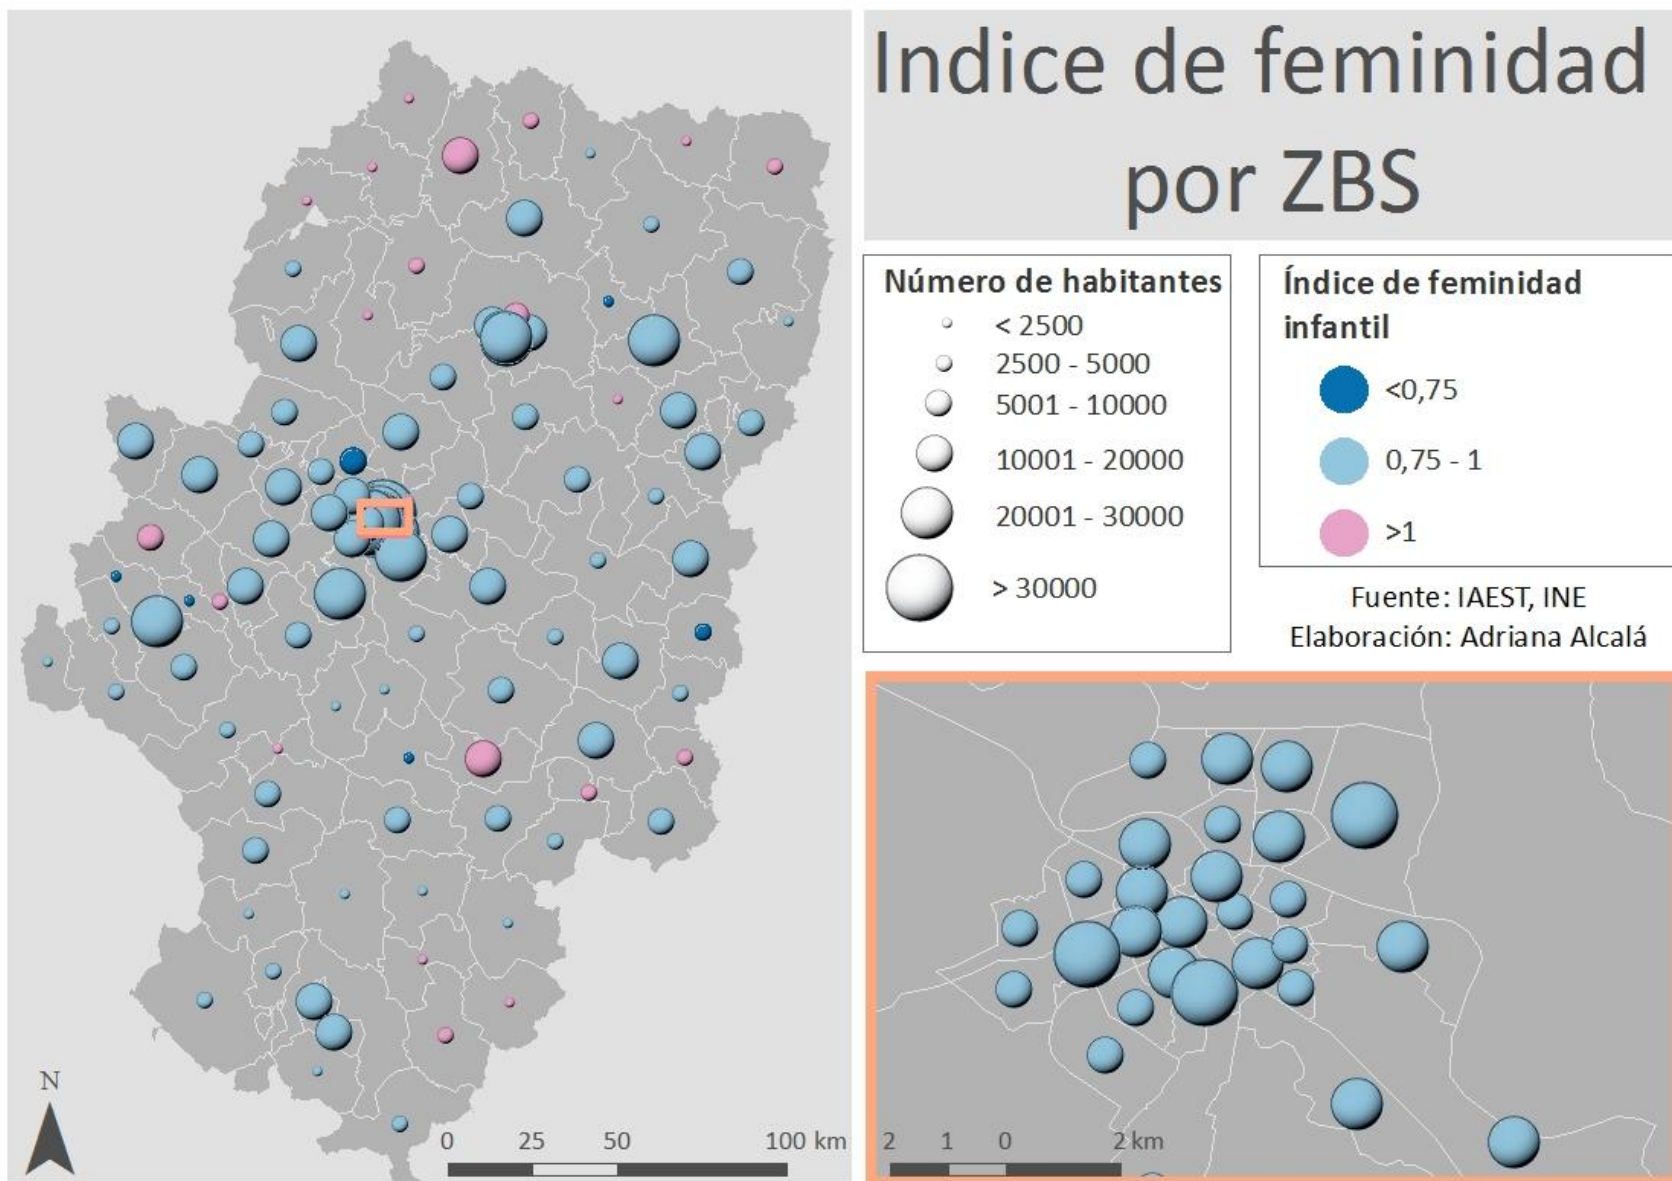 Indice de feminidad
por ZBS
Número de habitantes
< 2500
2500 - 5000
5001 - 10000
10001 - 20000
20001 - 30000
> 30000
Índice de feminidad
infantil
<0,75
0,75 - 1
>1
Fuente: IAEST, INE
Elaboración: Adriana Alcalá
N
0 25 50 100 km
2 1 0 2 km